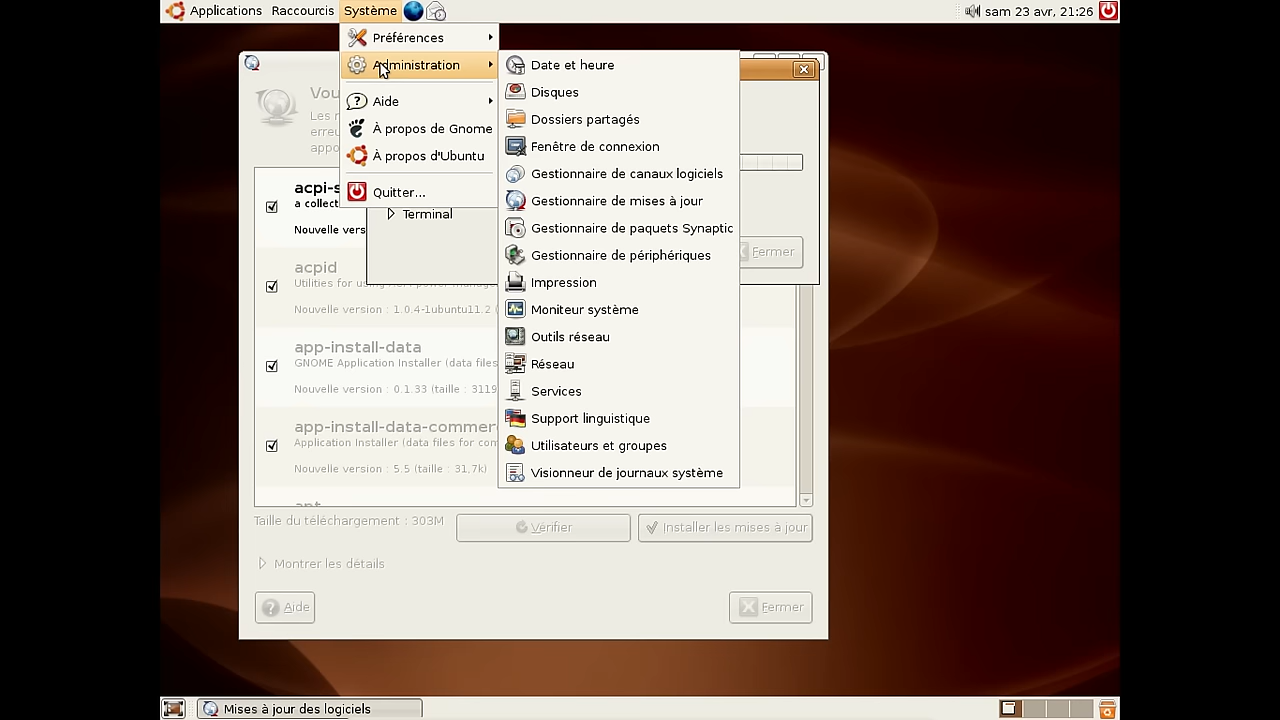 Applications Raccourcis Système
sam 23 avr, 21:26
Préférences
Administration
Aide
À propos de Gnome
À propos d'Ubuntu
Quitter...
Date et heure
Disques
Dossiers partagés
Fenêtre de connexion
Gestionnaire de canaux logiciels
Gestionnaire de mises à jour
Gestionnaire de paquets Synaptic
Gestionnaire de périphériques
Impression
Moniteur système
Outils réseau
Réseau
Services
Support linguistique
Utilisateurs et groupes
Visionneur de journaux système
Terminal
Fermer
Vou
Les
erreu
appo
acpi-s
a collect
Nouvelle vers
acpid
Utilities for
Nouvelle version : 1.0.4-1ubuntu11.2 (
app-install-data
GNOME Application Installer (data files
Nouvelle version : 0.1.33 (taille : 3119
app-install-data-commer
Application Installer (data files for com
Nouvelle version : 5.5 (taille : 31,7k)
Taille du téléchargement : 303M
Vérifier
Installer les mises à jour
Montrer les détails
Aide
Fermer
Mises à jour des logiciels